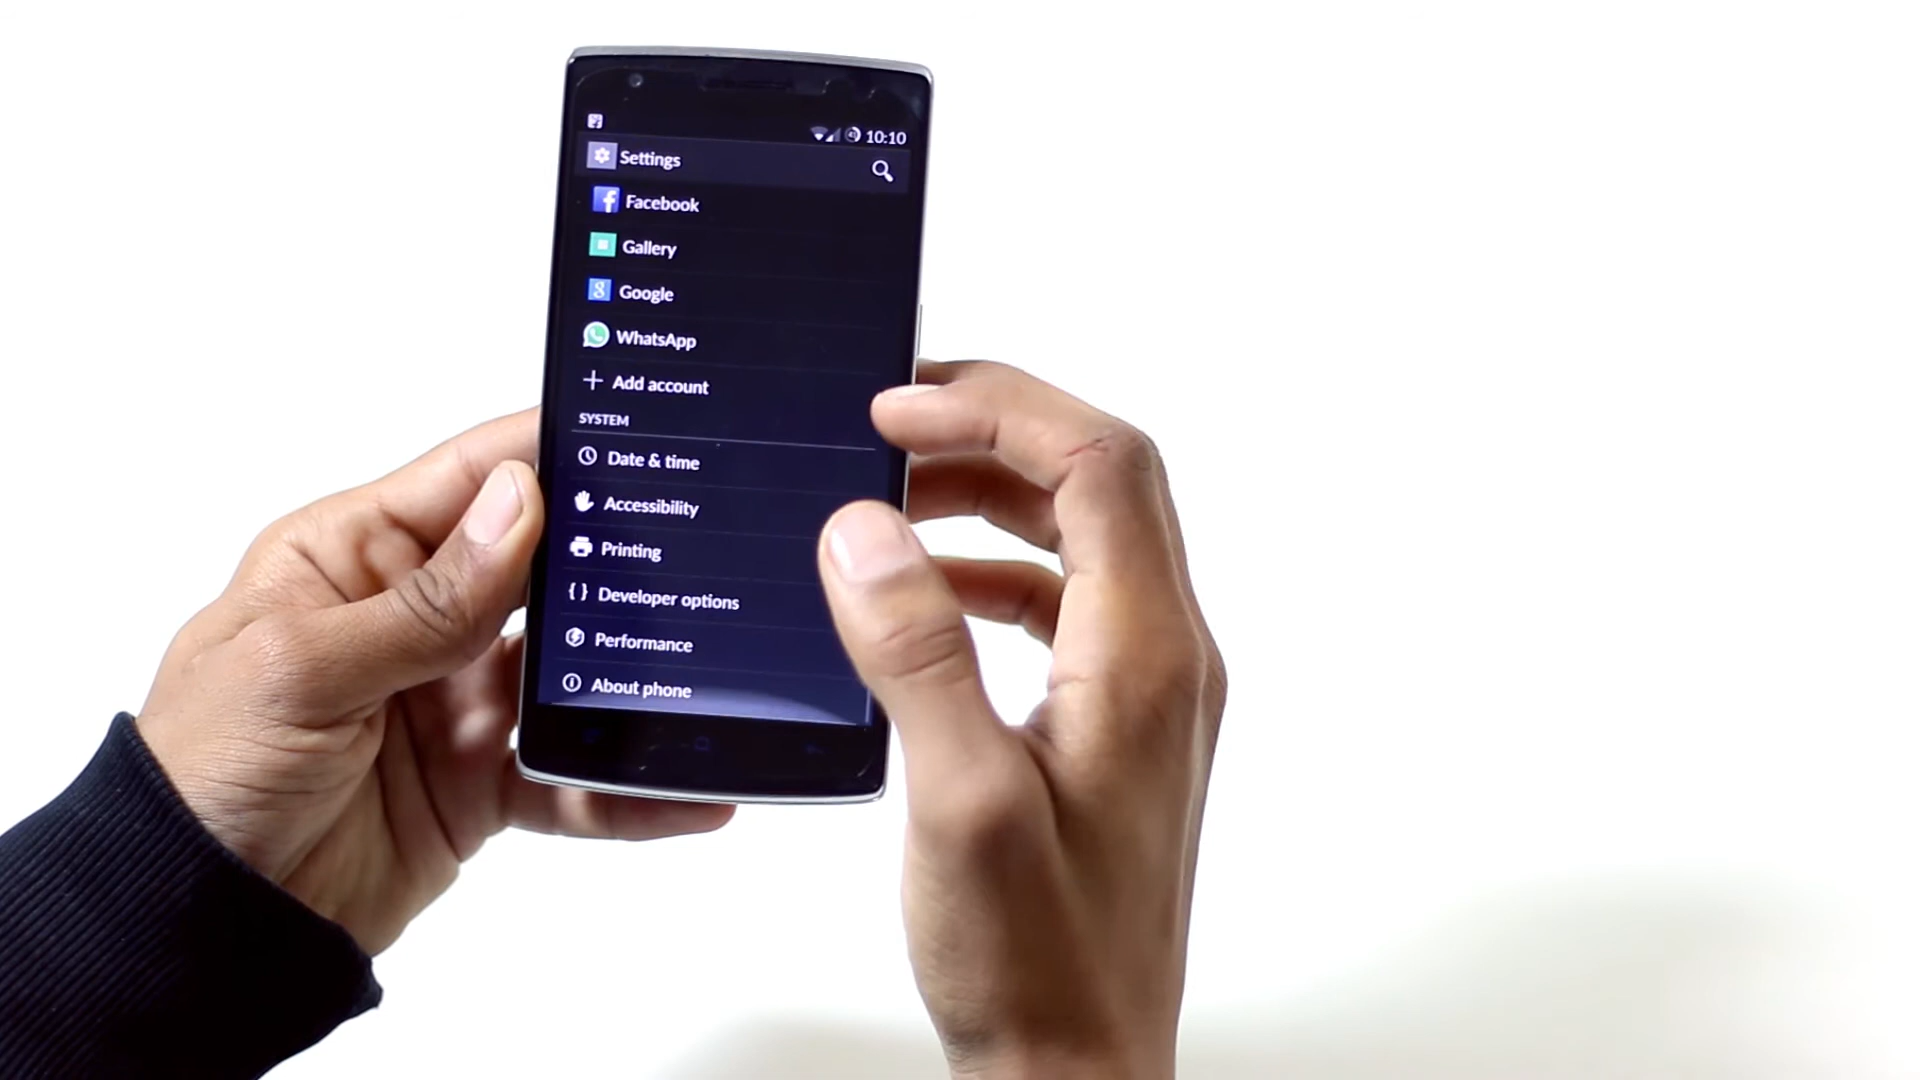 10:10
Settings
Facebook
Gallery
Google
WhatsApp
Add account
SYSTEM
Date & time
Accessibility
Printing
{ } Developer options
Performance
About phone